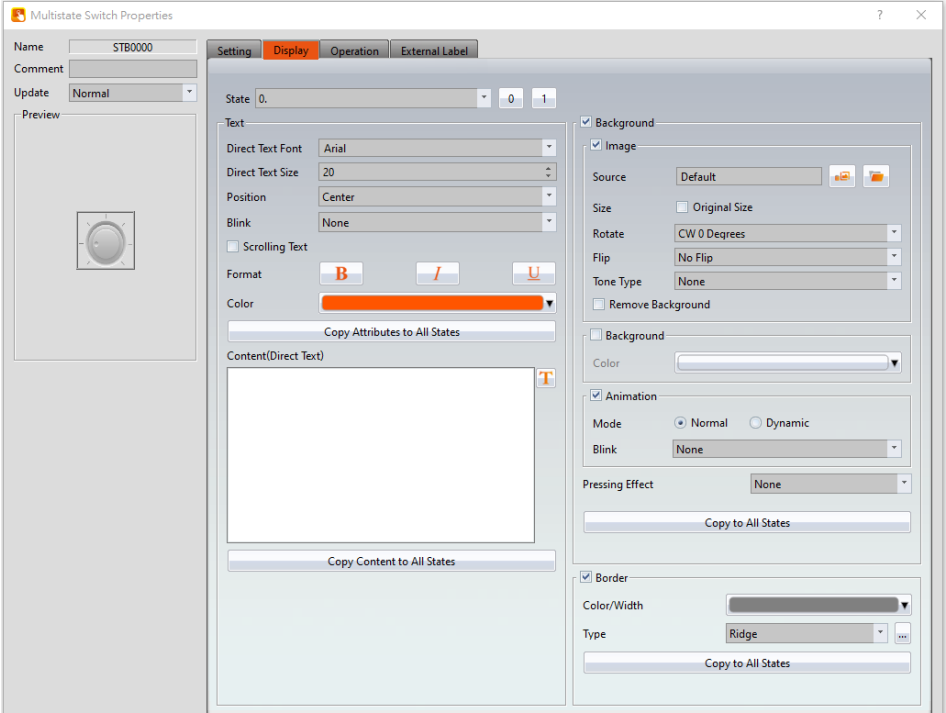 Multistate Switch Properties
?
Name STB0000
Comment
Update Normal
Preview
Setting Display Operation External Label
State 0. 0 1
Text
Direct Text Font Arial
Direct Text Size 20
Position Center
Blink None
Scrolling Text
Format B I U
Color
Copy Attributes to All States
Content(Direct Text)
T
Copy Content to All States
Background
Image
Source Default
Size Original Size
Rotate CW 0 Degrees
Flip No Flip
Tone Type None
Remove Background
Background
Color
Animation
Mode Normal Dynamic
Blink None
Pressing Effect None
Copy to All States
Border
Color/Width
Type Ridge ...
Copy to All States